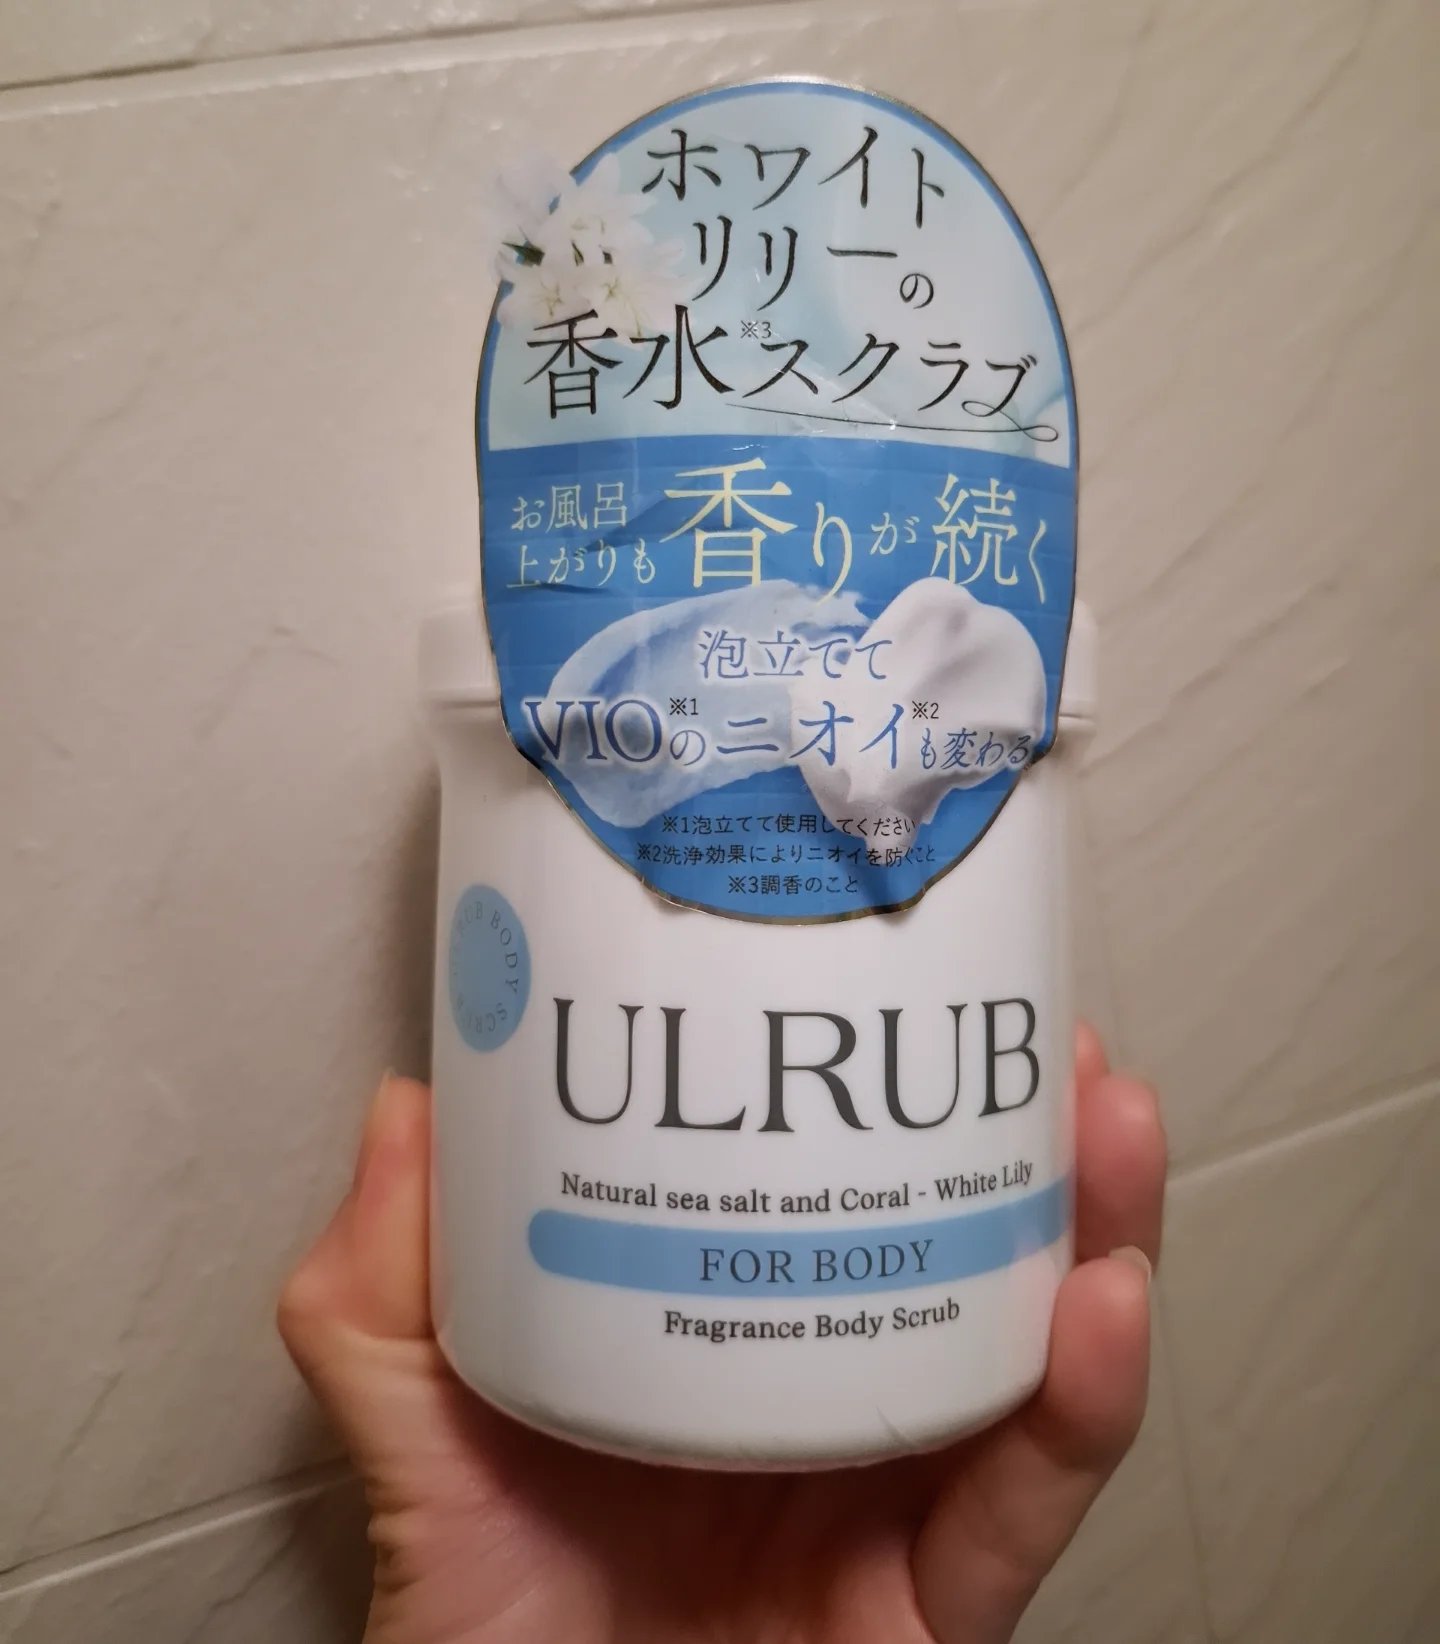 ホワイト
リリーの
香水※3スクラブ
お風呂
上がりも香りが続く
泡立てて
VIO※1のニオイ※2も変わる
※1泡立てて使用してください
※2洗浄効果によりニオイを防ぐこと
※3調香のこと
BODY
ULRUB
Natural sea salt and Coral - White Lily
FOR BODY
Fragrance Body Scrub